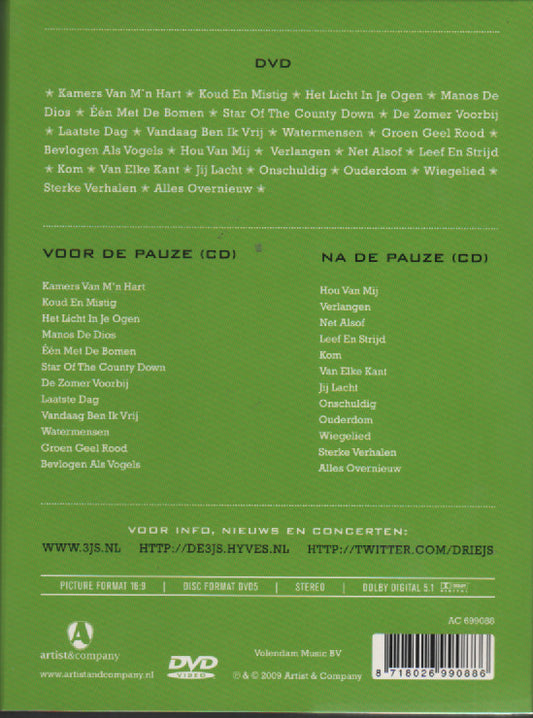 DVD
★ Kamers Van M'n Hart ★ Koud En Mistig ★ Het Licht In Je Ogen ★ Manos De
Dios ★ Één Met De Bomen ★ Star Of The County Down ★ De Zomer Voorbij
★ Laatste Dag ★ Vandaag Ben Ik Vrij ★ Watermensen ★ Groen Geel Rood ★
Bevlogen Als Vogels ★ Hou Van Mij ★ Verlangen ★ Net Alsof ★ Leef En Strijd
★ Kom ★ Van Elke Kant ★ Jij Lacht ★ Onschuldig ★ Ouderdom ★ Wiegelied ★
Sterke Verhalen ★ Alles Overnieuw ★
VOOR DE PAUZE (CD)
Kamers Van M'n Hart
Koud En Mistig
Het Licht In Je Ogen
Manos De Dios
Één Met De Bomen
Star Of The County Down
De Zomer Voorbij
Laatste Dag
Vandaag Ben Ik Vrij
Watermensen
Groen Geel Rood
Bevlogen Als Vogels
NA DE PAUZE (CD)
Hou Van Mij
Verlangen
Net Alsof
Leef En Strijd
Kom
Van Elke Kant
Jij Lacht
Onschuldig
Ouderdom
Wiegelied
Sterke Verhalen
Alles Overnieuw
VOOR INFO, NIEUWS EN CONCERTEN:
WWW.3JS.NL HTTP://DE3JS.HYVES.NL HTTP://TWITTER.COM/DRIEJS
PICTURE FORMAT 16:9 | DISC FORMAT DVD5 | STEREO | DOLBY DIGITAL 5.1 DOLBY DIGITAL
AC 699088
A
artist&company
www.artistandcompany.nl
DVD
VIDEO
Volendam Music BV
℗ & © 2009 Artist & Company
8 718026 990886